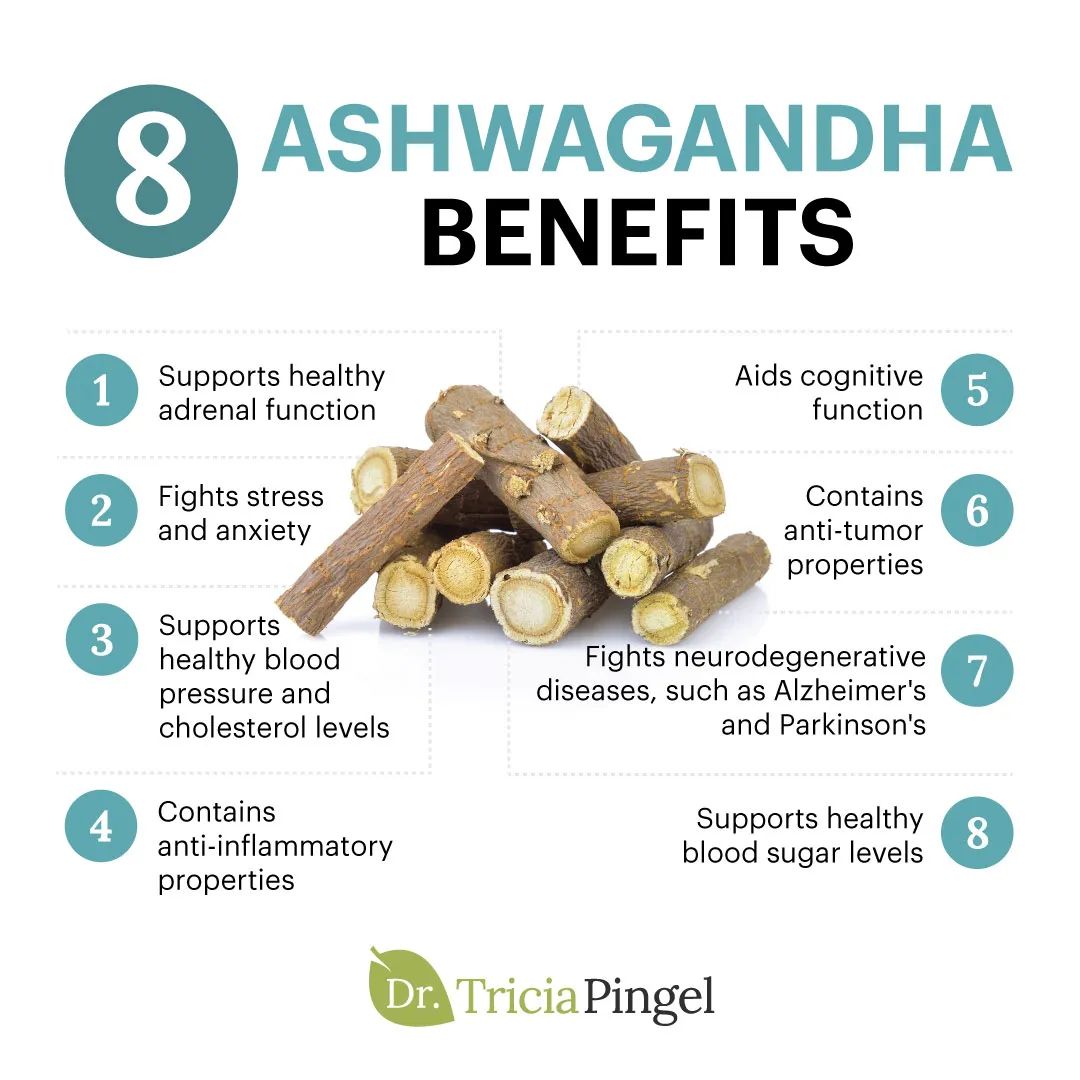 8
ASHWAGANDHA
BENEFITS
1
Supports healthy
adrenal function
2
Fights stress
and anxiety
3
Supports
healthy blood
pressure and
cholesterol levels
4
Contains
anti-inflammatory
properties
5
Aids cognitive
function
6
Contains
anti-tumor
properties
7
Fights neurodegenerative
diseases, such as Alzheimer's
and Parkinson's
8
Supports healthy
blood sugar levels
Dr. Tricia Pingel